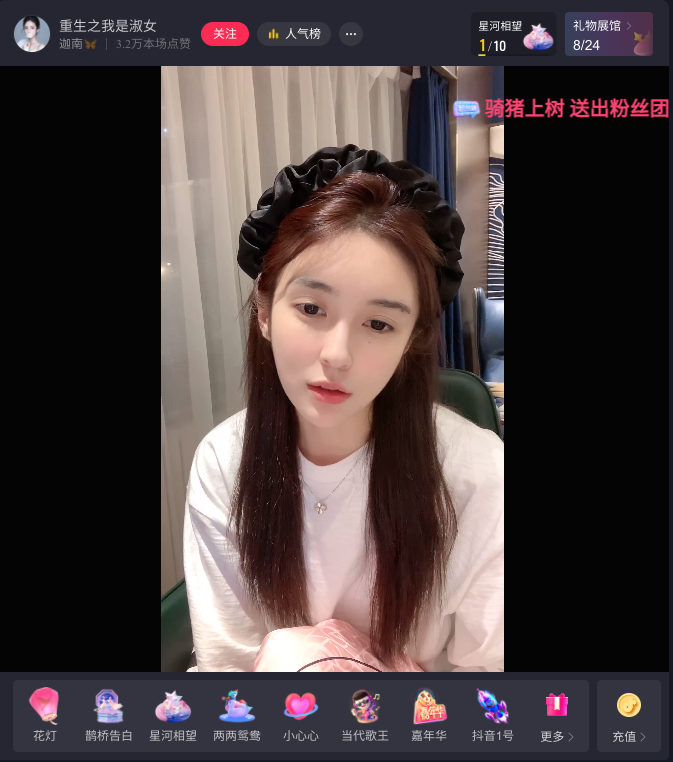 重生之我是淑女
迦南 | 3.2万本场点赞
关注
人气榜
星河相望
1/10
礼物展馆
8/24
骑猪上树 送出粉丝团
花灯
鹊桥告白
星河相望
两两鸳鸯
小心心
当代歌王
嘉年华
嘉年华
抖音1号
更多
充值